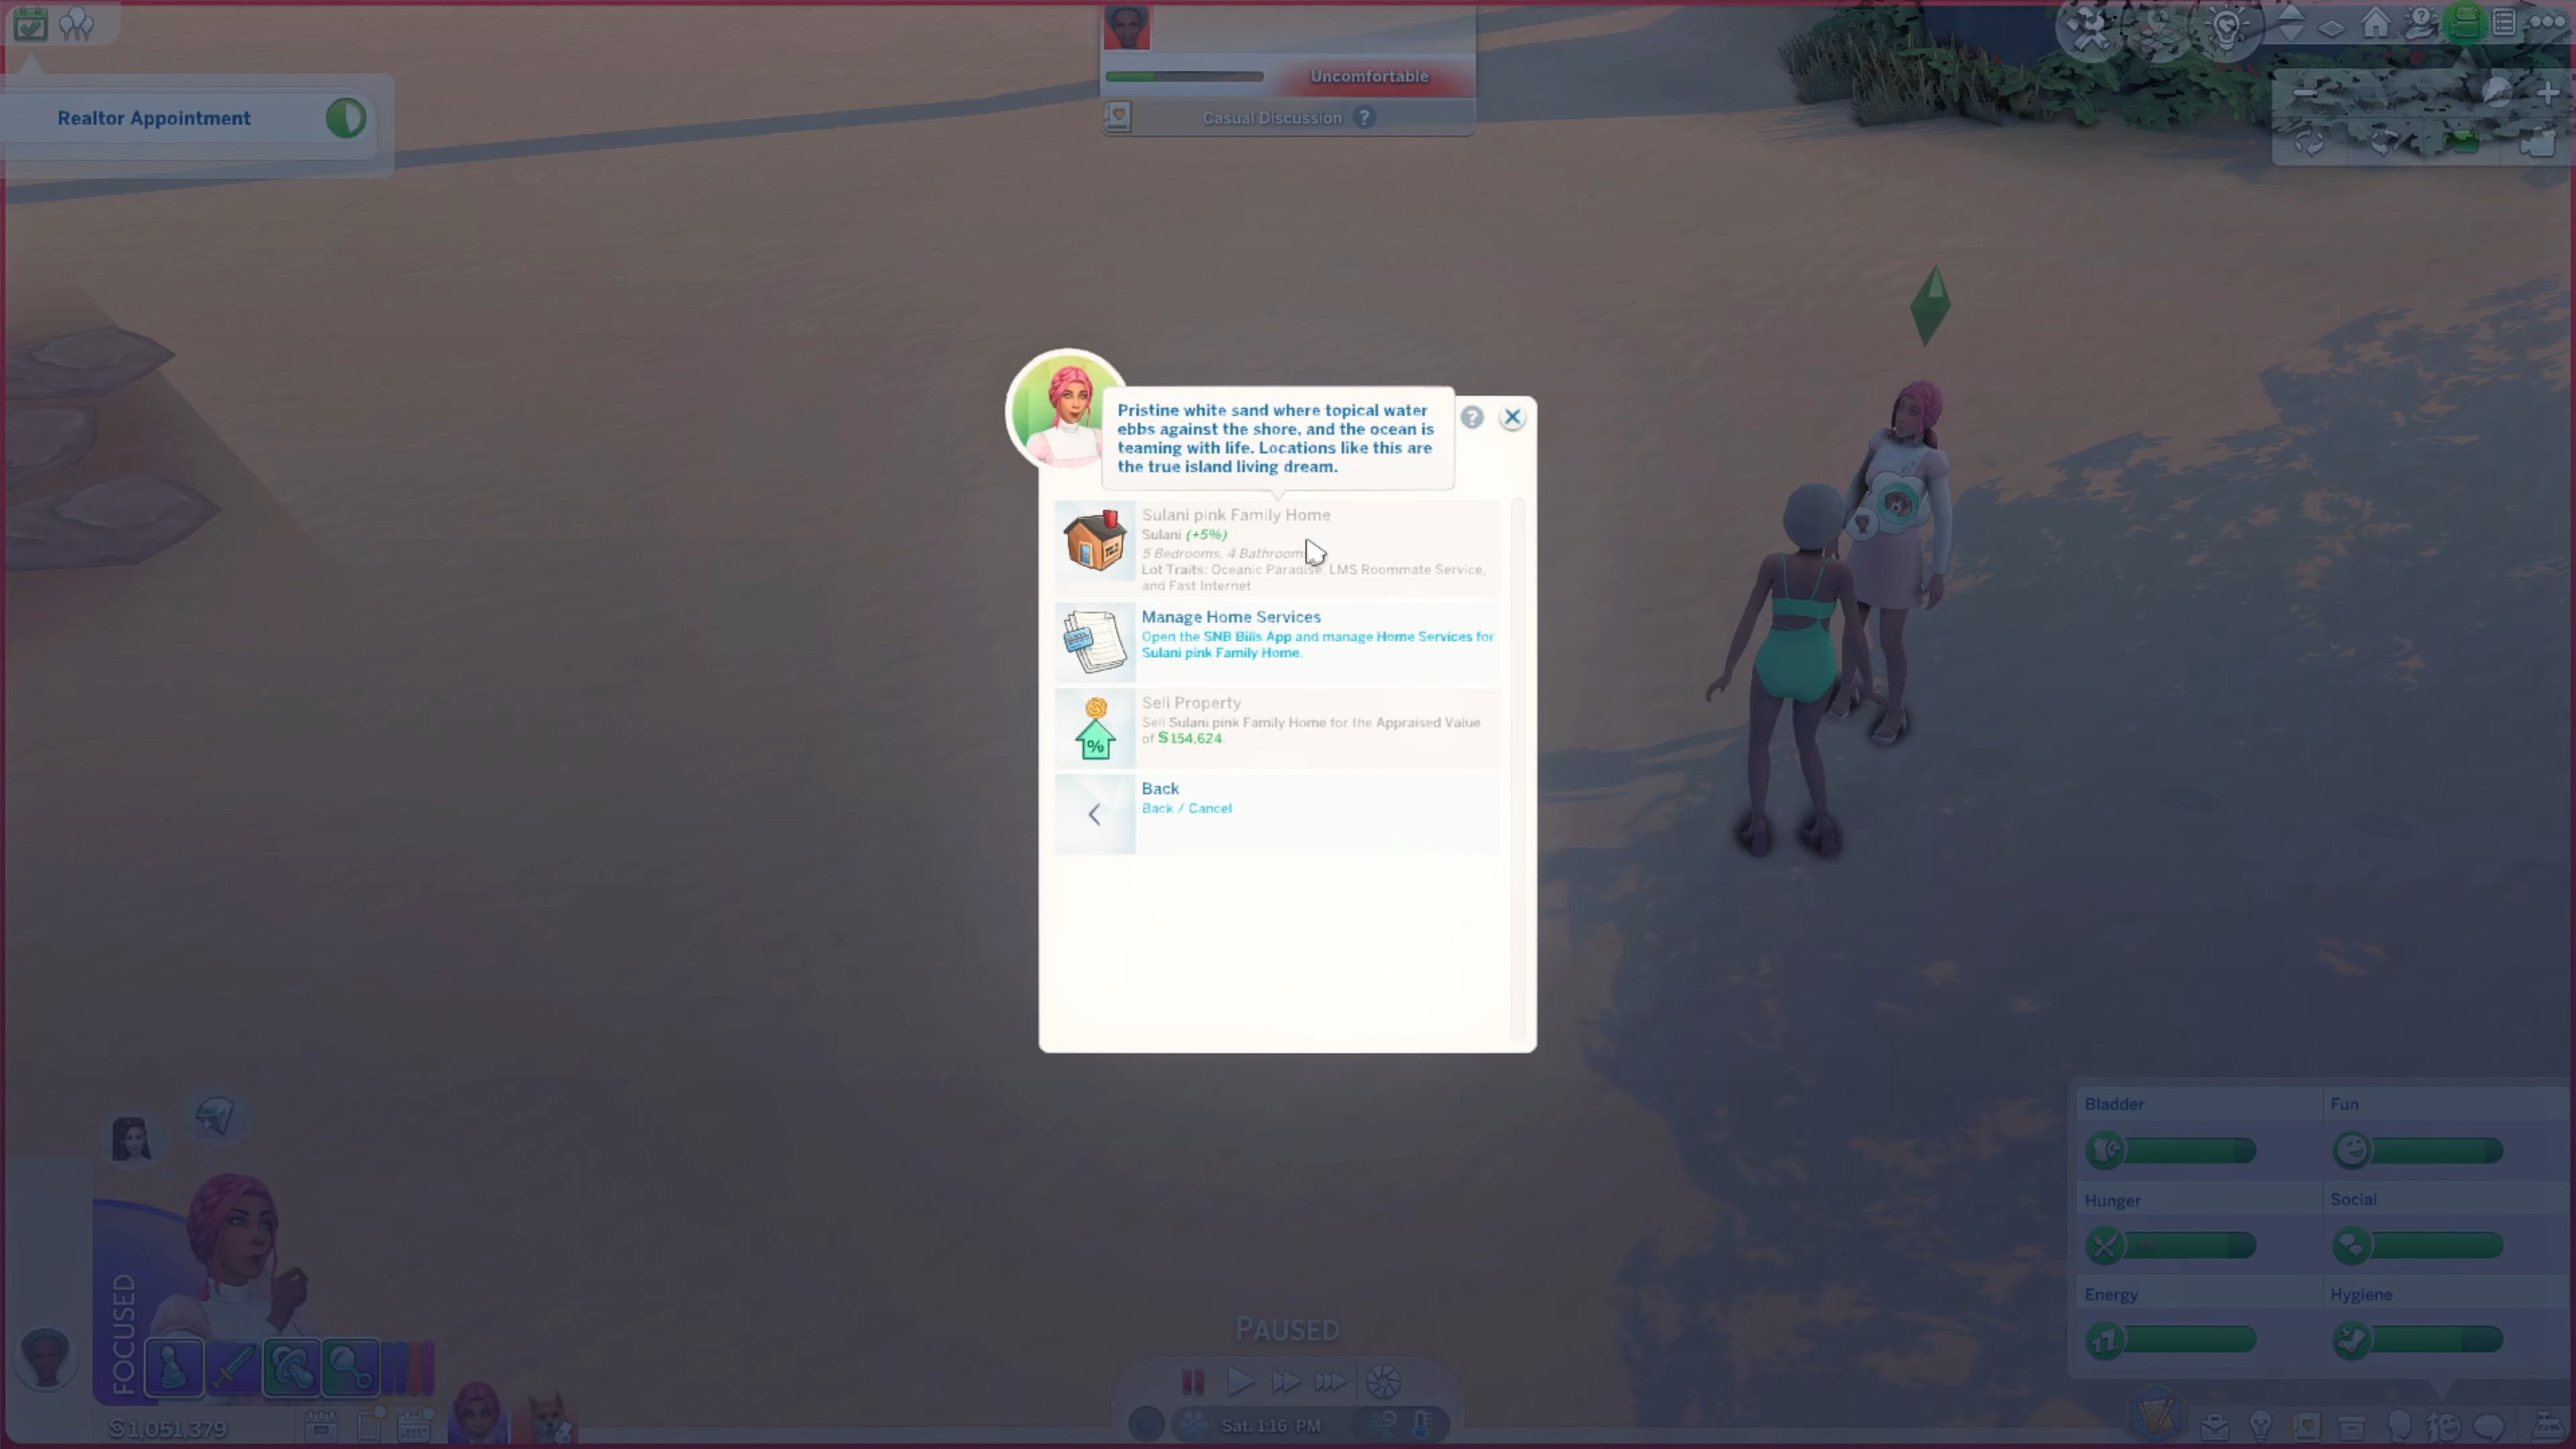 Realtor Appointment
Uncomfortable
Casual Discussion ?
Pristine white sand where topical water
ebbs against the shore, and the ocean is
teaming with life. Locations like this are
the true island living dream.
?
Sulani pink Family Home
Sulani (+5%)
5 Bedrooms, 4 Bathroom
Lot Traits: Oceanic Paradise, LMS Roommate Service,
and Fast Internet
Manage Home Services
Open the SNB Bills App and manage Home Services for
Sulani pink Family Home.
Sell Property
Sell Sulani pink Family Home for the Appraised Value
of §154,624.
%
Back
Back / Cancel
Bladder
Fun
Hunger
Social
Energy
Hygiene
FOCUSED
PAUSED
§1,051,379
Sat. 1:16 PM